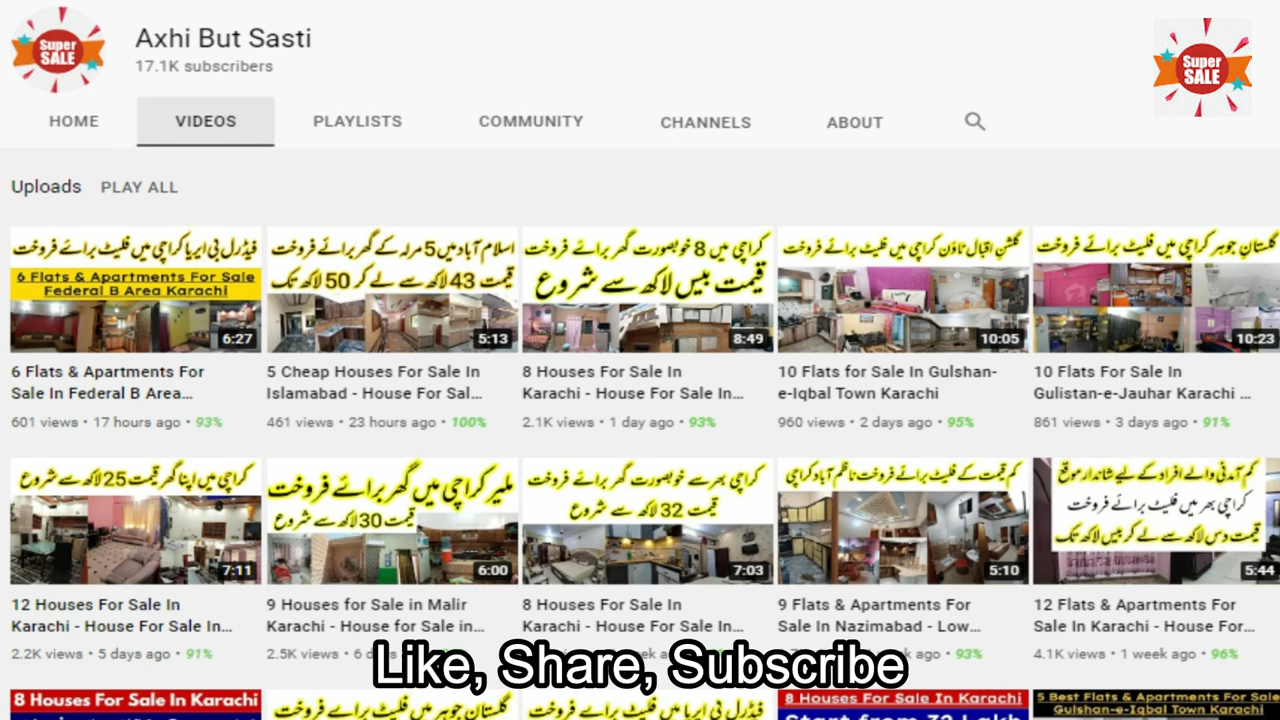 Super
SALE
Axhi But Sasti
17.1K subscribers
Super
SALE
HOME
VIDEOS
PLAYLISTS
COMMUNITY
CHANNELS
ABOUT
Uploads
PLAY ALL
فیڈرل بی ایریا کراچی میں فلیٹ برائے فروخت
6 Flats & Apartments For Sale
Federal B Area Karachi
6:27
6 Flats & Apartments For
Sale In Federal B Area...
601 views • 17 hours ago • 93%
اسلام آباد میں 5 مرلہ کے گھر برائے فروخت
قیمت 43 لاکھ سے لے کر 50 لاکھ تک
5:13
5 Cheap Houses For Sale In
Islamabad - House For Sal...
461 views • 23 hours ago • 100%
کراچی میں 8 خوبصورت گھر برائے فروخت
قیمت بیس لاکھ سے شروع
8:49
8 Houses For Sale In
Karachi - House For Sale In...
2.1K views • 1 day ago • 93%
گلشن اقبال ٹاؤن کراچی میں فلیٹ برائے فروخت
10:05
10 Flats for Sale In Gulshan-
e-Iqbal Town Karachi
960 views • 2 days ago • 95%
گلستان جوہر کراچی میں فلیٹ برائے فروخت
10:23
10 Flats For Sale In
Gulistan-e-Jauhar Karachi ...
861 views • 3 days ago • 91%
کراچی میں اپنا گھر قیمت 25 لاکھ سے شروع
7:11
12 Houses For Sale In
Karachi - House For Sale In...
2.2K views • 5 days ago • 91%
ملیر کراچی میں گھر برائے فروخت
قیمت 30 لاکھ سے شروع
6:00
9 Houses for Sale in Malir
Karachi - House for Sale in...
2.5K views • 6 d
کراچی بھر سے خوبصورت گھر برائے فروخت
قیمت 32 لاکھ سے شروع
7:03
8 Houses For Sale In
Karachi - House For Sale In...
کم قیمت کے فلیٹ برائے فروخت ناظم آباد کراچی
5:10
9 Flats & Apartments For
Sale In Nazimabad - Low...
ago • 93%
کم آمدنی والے افراد کے لیے شاندار موقع
کراچی بھر میں فلیٹ برائے فروخت
قیمت دس لاکھ سے لے کر بیس لاکھ تک
5:44
12 Flats & Apartments For
Sale In Karachi - House For...
4.1K views • 1 week ago • 96%
Like, Share, Subscribe
8 Houses For Sale In Karachi
گلستان جوہر میں فلیٹ برائے فروخت
فیڈرل بی ایریا میں فلیٹ برائے فروخت
8 Houses For Sale In Karachi
Start from 32 Lakh
5 Best Flats & Apartments For Sale
Gulshan-e-Iqbal Town Karachi